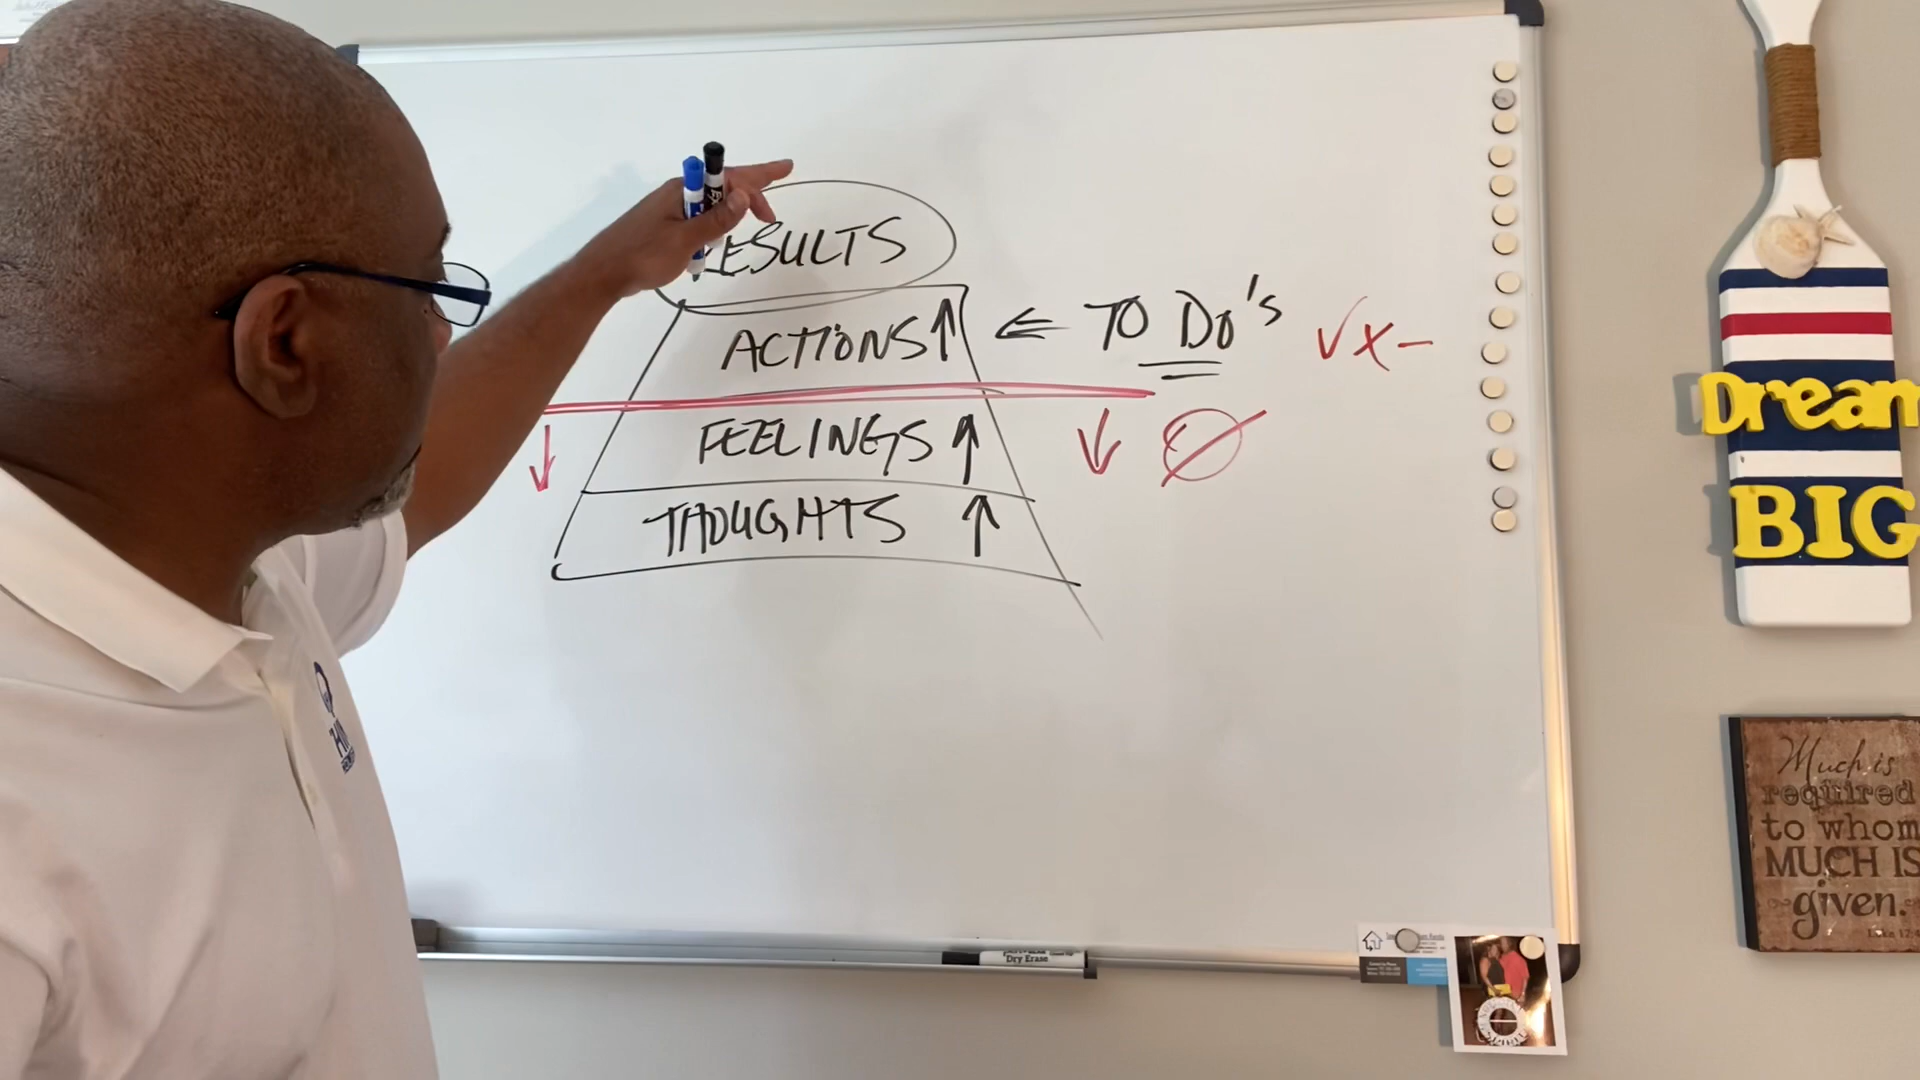 RESULTS
ACTIONS ↑ ⇐ TO DO's ✓ x –
FEELINGS ↑
THOUGHTS ↑
Dream
BIG
Much is
required
to whom
MUCH IS
given.
Dry Erase